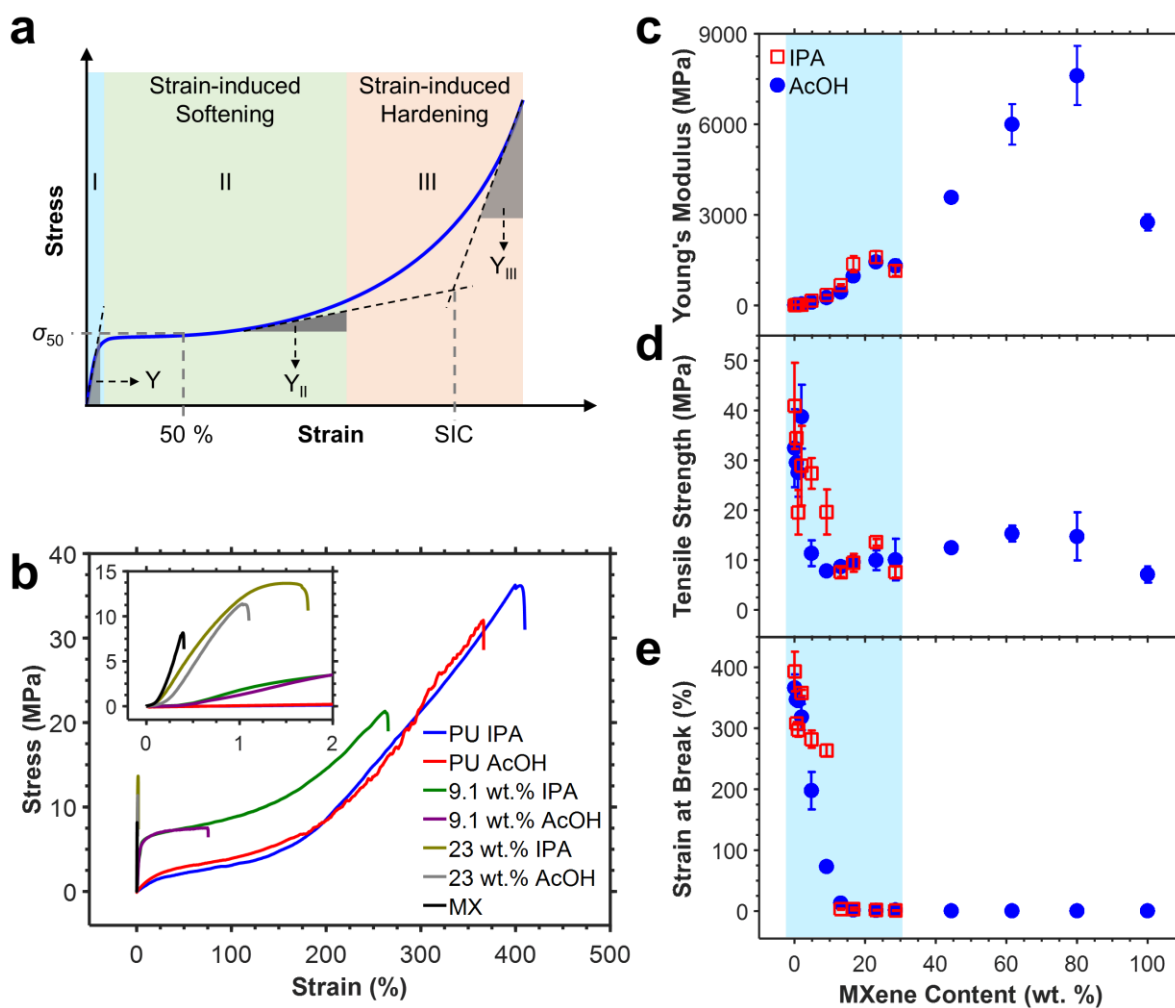 a
Strain-induced
Softening
Strain-induced
Hardening
I
II
III
Stress
σ50
Y
YII
YIII
50 %
Strain
SIC
b
Stress (MPa)
40
30
20
10
0
15
10
5
0
0
1
2
PU IPA
PU AcOH
9.1 wt.% IPA
9.1 wt.% AcOH
23 wt.% IPA
23 wt.% AcOH
MX
0
100
200
300
400
500
Strain (%)
c
Young's Modulus (MPa)
9000
6000
3000
0
IPA
AcOH
d
Tensile Strength (MPa)
50
40
30
20
10
0
e
Strain at Break (%)
400
300
200
100
0
0
20
40
60
80
100
MXene Content (wt. %)